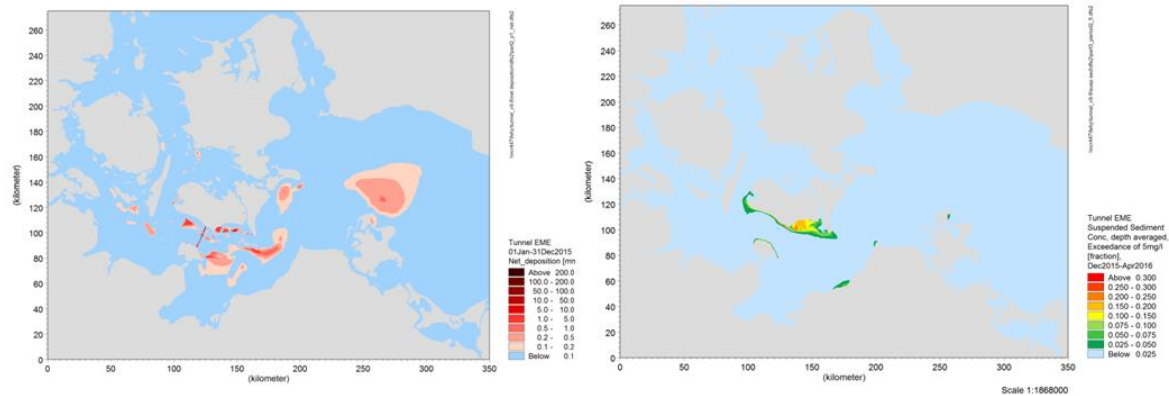 260
240
220
200
180
160
140
120
100
80
60
40
20
0
(kilometer)
0 50 100 150 200 250 300 350
(kilometer)
Tunnel EME
01Jan-31Dec2015
Net_deposition [mn
Above 200.0
100.0 - 200.0
50.0 - 100.0
10.0 - 50.0
5.0 - 10.0
1.0 - 5.0
0.5 - 1.0
0.2 - 0.5
0.1 - 0.2
Below 0.1
260
240
220
200
180
160
140
120
100
80
60
40
20
0
(kilometer)
0 50 100 150 200 250 300 350
(kilometer)
Tunnel EME
Suspended Sediment
Conc, depth averaged,
Exceedance of 5mg/l
[fraction],
Dec2015-Apr2016
Above 0.300
0.250 - 0.300
0.200 - 0.250
0.150 - 0.200
0.100 - 0.150
0.075 - 0.100
0.050 - 0.075
0.025 - 0.050
Below 0.025
Scale 1:1868000